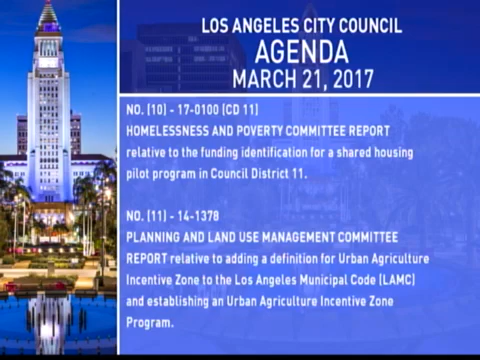 LOS ANGELES CITY COUNCIL
AGENDA
MARCH 21, 2017
NO. (10) - 17-0100 (CD 11)
HOMELESSNESS AND POVERTY COMMITTEE REPORT
relative to the funding identification for a shared housing
pilot program in Council District 11.
NO. (11) - 14-1378
PLANNING AND LAND USE MANAGEMENT COMMITTEE
REPORT relative to adding a definition for Urban Agriculture
Incentive Zone to the Los Angeles Municipal Code (LAMC)
and establishing an Urban Agriculture Incentive Zone
Program.